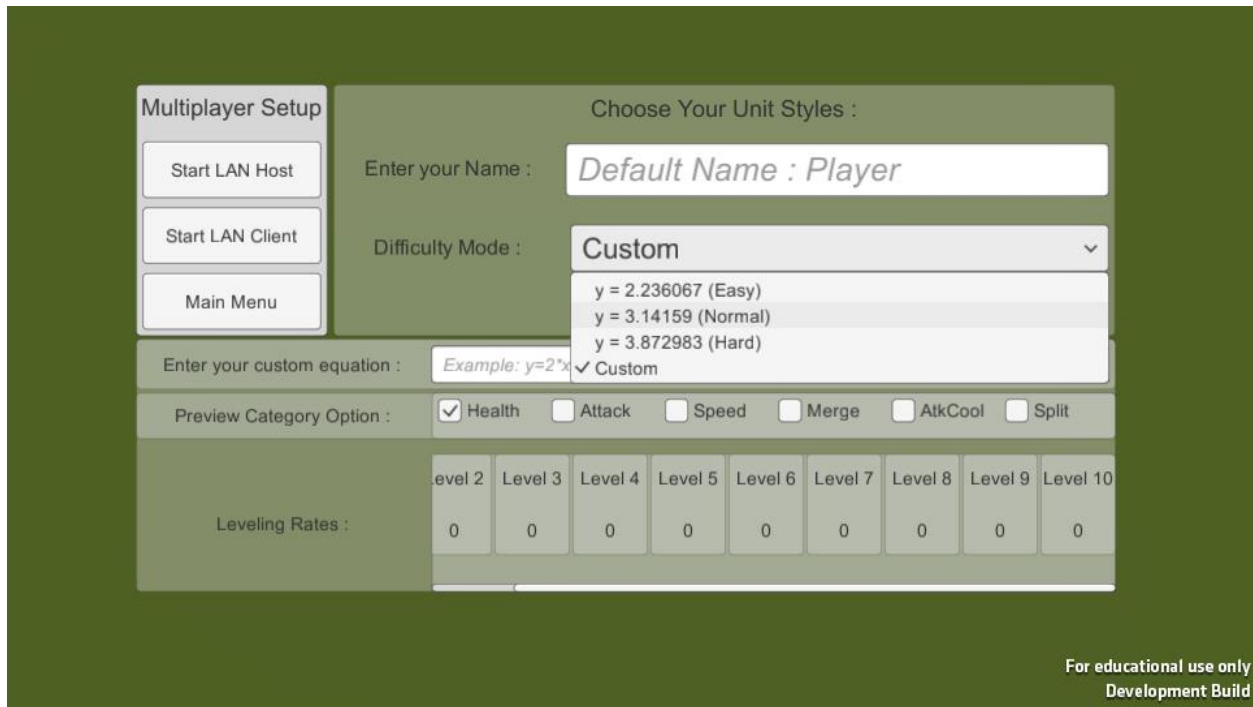 Multiplayer Setup
Start LAN Host
Start LAN Client
Main Menu
Choose Your Unit Styles :
Enter your Name :
Default Name : Player
Difficulty Mode :
Custom
y = 2.236067 (Easy)
y = 3.14159 (Normal)
y = 3.872983 (Hard)
Custom
Enter your custom equation :
Example: y=2*x
Preview Category Option :
Health Attack Speed Merge AtkCool Split
Leveling Rates :
evel 2 Level 3 Level 4 Level 5 Level 6 Level 7 Level 8 Level 9 Level 10
0 0 0 0 0 0 0 0 0
For educational use only
Development Build